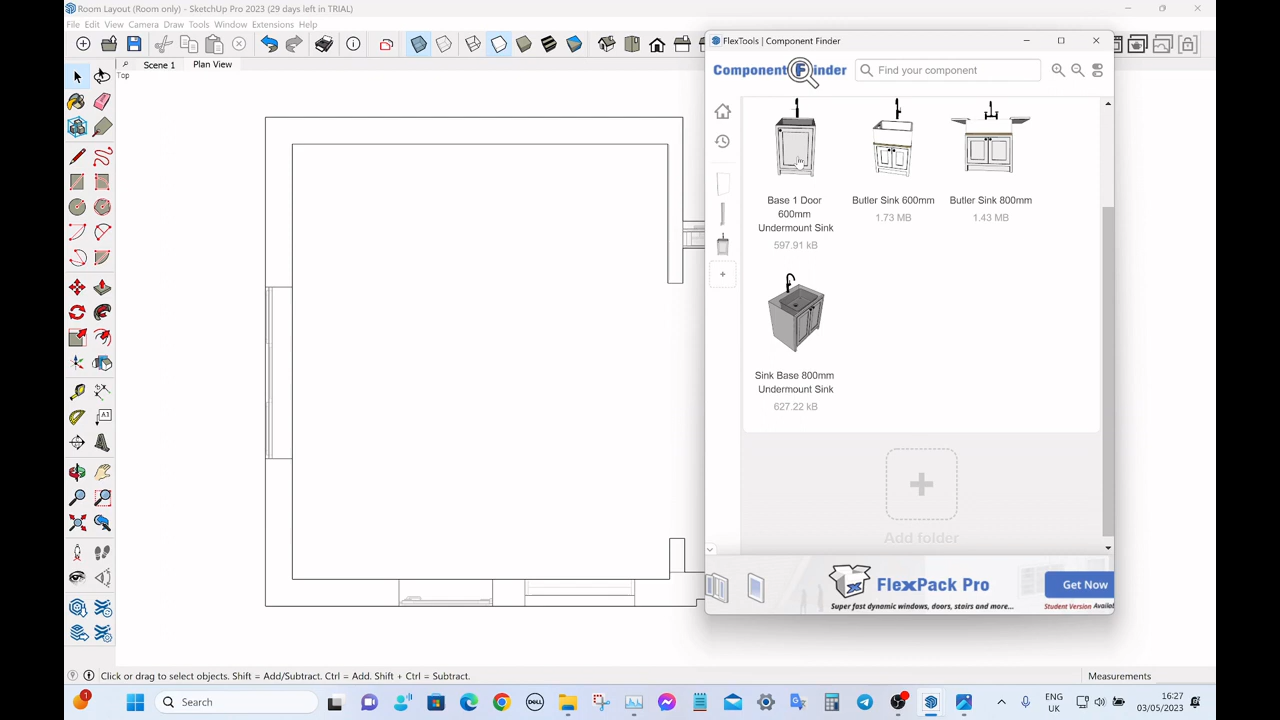 Room Layout (Room only) - SketchUp Pro 2023 (29 days left in TRIAL)
File Edit View Camera Draw Tools Window Extensions Help
Scene 1 Plan View
Top
FlexTools | Component Finder
Component Finder
Find your component
Base 1 Door 600mm Undermount Sink
597.91 kB
Butler Sink 600mm
1.73 MB
Butler Sink 800mm
1.43 MB
Sink Base 800mm Undermount Sink
627.22 kB
Add folder
FlexPack Pro
Super fast dynamic windows, doors, stairs and more...
Get Now
Student Version Availab
A1
Click or drag to select objects. Shift = Add/Subtract. Ctrl = Add. Shift + Ctrl = Subtract.
Measurements
1
Search
DELL
ENG
UK
16:27
03/05/2023